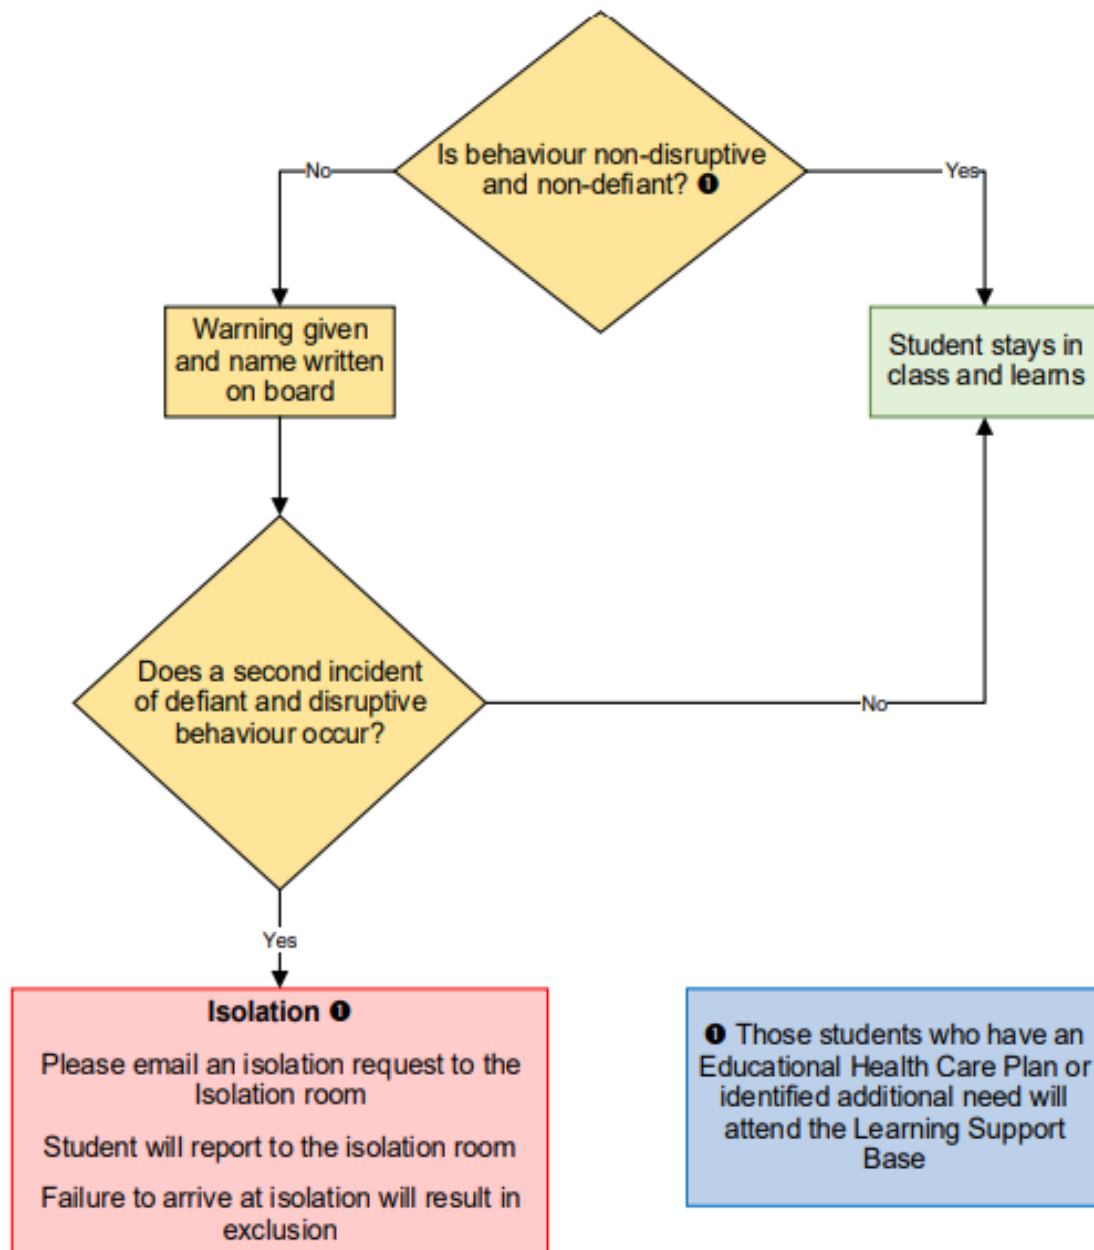 Is behaviour non-disruptive
and non-defiant? ❶
No
Yes
Warning given
and name written
on board
Student stays in
class and learns
Does a second incident
of defiant and disruptive
behaviour occur?
No
Yes
Isolation ❶
Please email an isolation request to the
Isolation room
Student will report to the isolation room
Failure to arrive at isolation will result in
exclusion
❶ Those students who have an
Educational Health Care Plan or
identified additional need will
attend the Learning Support
Base